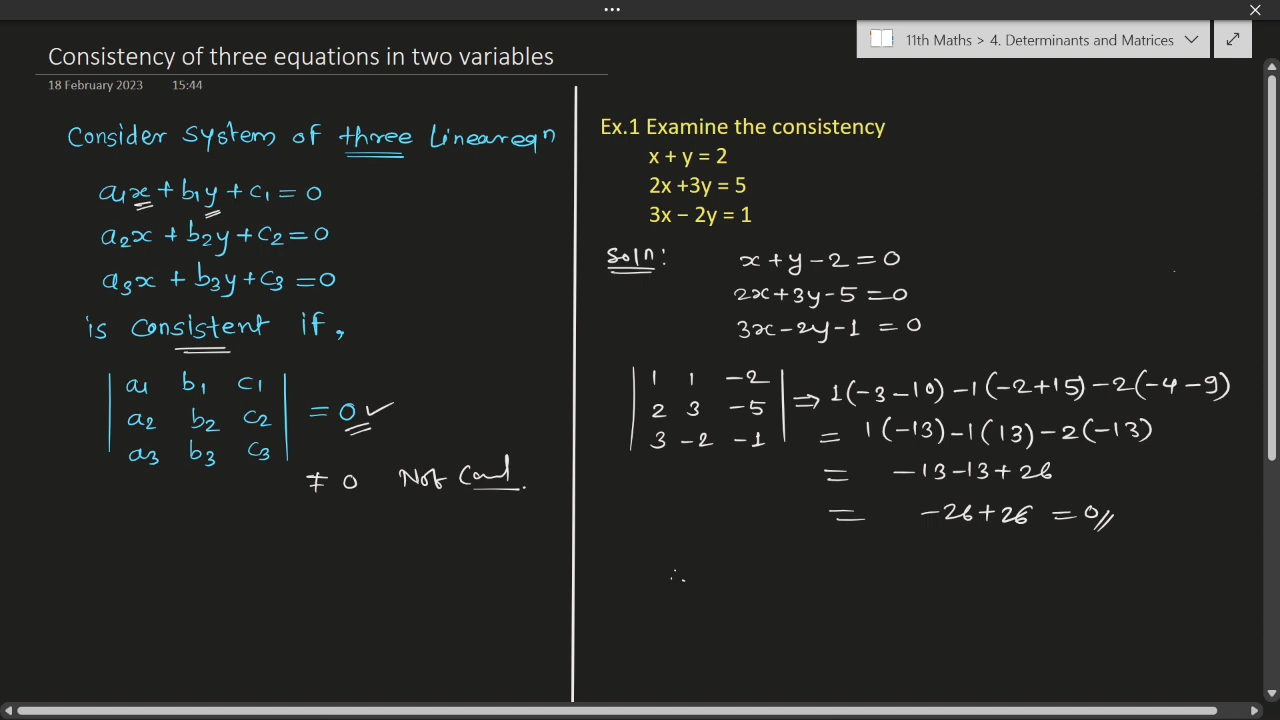 11th Maths > 4. Determinants and Matrices
Consistency of three equations in two variables
18 February 2023 15:44
Consider System of three Linear eqn
a1x + b1y + c1 = 0
a2x + b2y + c2 = 0
a3x + b3y + c3 = 0
is consistent if,
| a1 b1 c1 |
| a2 b2 c2 | = 0 ✓
| a3 b3 c3 |
≠ 0 Not
Ex.1 Examine the consistency
x + y = 2
2x +3y = 5
3x − 2y = 1
Soln: x + y - 2 = 0
2x + 3y - 5 = 0
3x - 2y - 1 = 0
| 1 1 -2 | ⇒ 1(-3-10) -1(-2+15) -2(-4-9)
| 2 3 -5 |
| 3 -2 -1 | = 1(-13) -1(13) -2(-13)
= -13-13+26
= -26+26 = 0//
∴